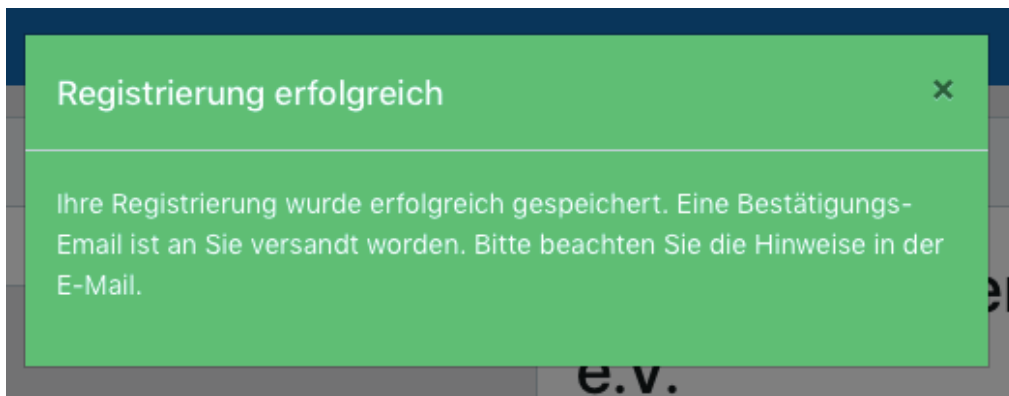 Registrierung erfolgreich
×
Ihre Registrierung wurde erfolgreich gespeichert. Eine Bestätigungs-
Email ist an Sie versandt worden. Bitte beachten Sie die Hinweise in der
E-Mail.
e.V.